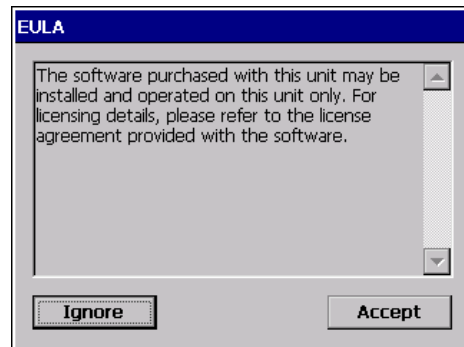 EULA
The software purchased with this unit may be
installed and operated on this unit only. For
licensing details, please refer to the license
agreement provided with the software.
Ignore
Accept